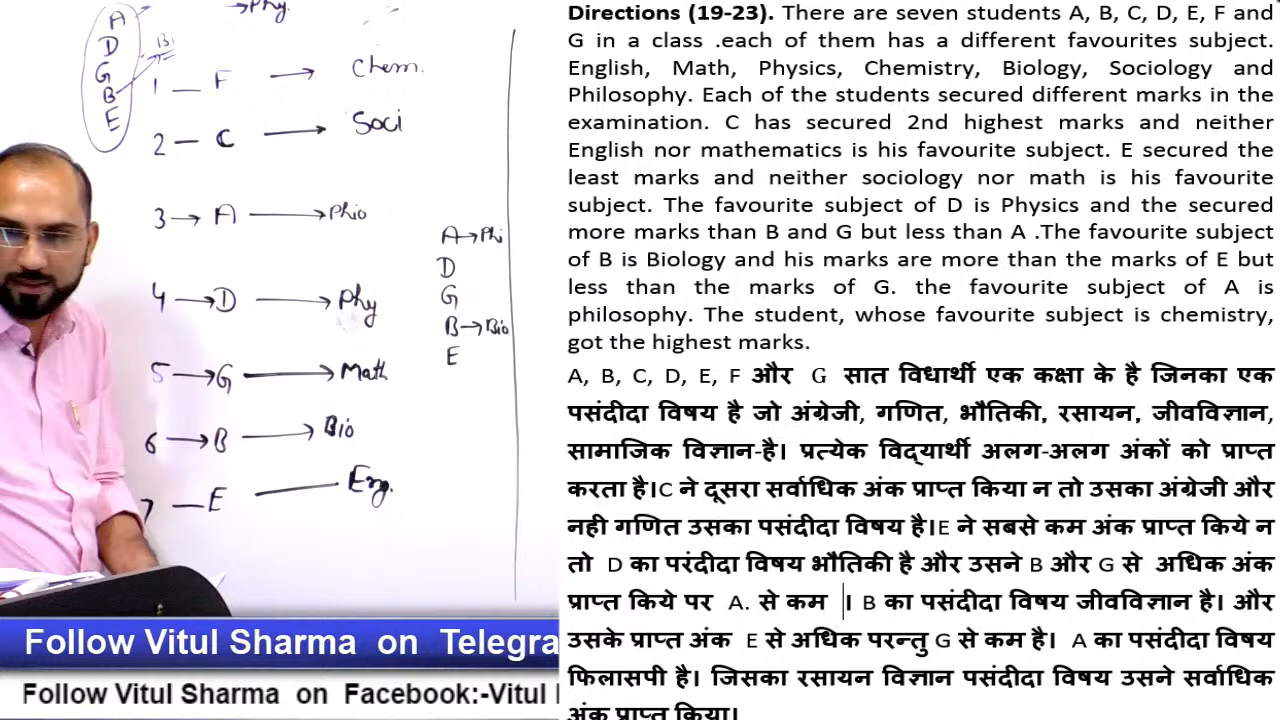 A
D
G
B
E
Phy.
Bi
1 — F → Chem.
2 — C → Soci
3 → A → Phio
4 → D → Phy
5 → G → Math
6 → B → Bio
7 — E — Eng.
A → Phi
D
G
B → Bio
E
Follow Vitul Sharma on Telegra
Follow Vitul Sharma on Facebook:-Vitul
Directions (19-23). There are seven students A, B, C, D, E, F and
G in a class .each of them has a different favourites subject.
English, Math, Physics, Chemistry, Biology, Sociology and
Philosophy. Each of the students secured different marks in the
examination. C has secured 2nd highest marks and neither
English nor mathematics is his favourite subject. E secured the
least marks and neither sociology nor math is his favourite
subject. The favourite subject of D is Physics and the secured
more marks than B and G but less than A .The favourite subject
of B is Biology and his marks are more than the marks of E but
less than the marks of G. the favourite subject of A is
philosophy. The student, whose favourite subject is chemistry,
got the highest marks.
A, B, C, D, E, F और G सात विधार्थी एक कक्षा के है जिनका एक
पसंदीदा विषय है जो अंग्रेजी, गणित, भौतिकी, रसायन, जीवविज्ञान,
सामाजिक विज्ञान-है। प्रत्येक विद्यार्थी अलग-अलग अंकों को प्राप्त
करता है।C ने दूसरा सर्वाधिक अंक प्राप्त किया न तो उसका अंग्रेजी और
नही गणित उसका पसंदीदा विषय है।E ने सबसे कम अंक प्राप्त किये न
तो D का परंदीदा विषय भौतिकी है और उसने B और G से अधिक अंक
प्राप्त किये पर A. से कम । B का पसंदीदा विषय जीवविज्ञान है। और
उसके प्राप्त अंक E से अधिक परन्तु G से कम है। A का पसंदीदा विषय
फिलासपी है। जिसका रसायन विज्ञान पसंदीदा विषय उसने सर्वाधिक
अंक प्राप्त किया।